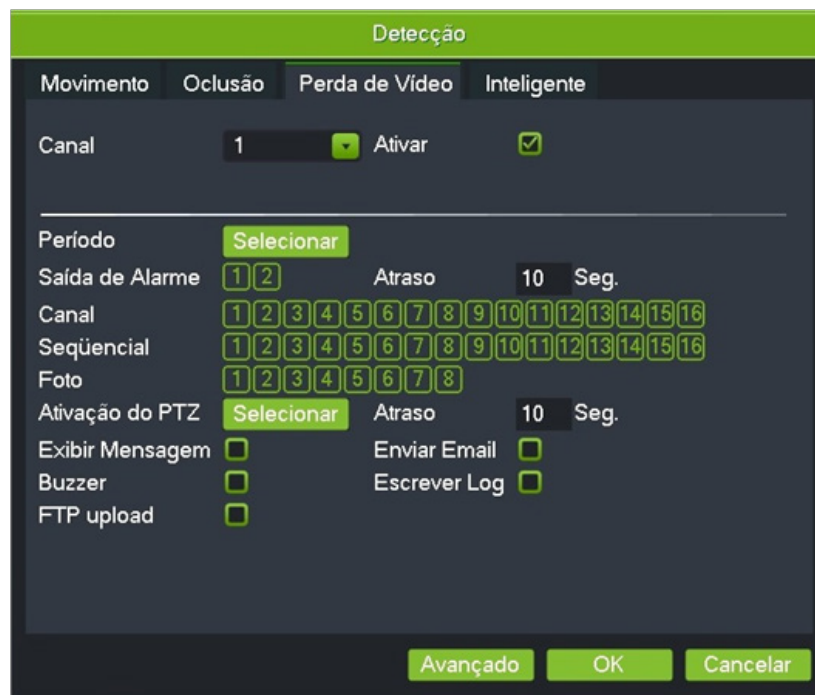 Detecção
Movimento Oclusão Perda de Vídeo Inteligente
Canal 1 Ativar
Período Selecionar
Saída de Alarme 1 2 Atraso 10 Seg.
Canal 1 2 3 4 5 6 7 8 9 10 11 12 13 14 15 16
Seqüencial 1 2 3 4 5 6 7 8 9 10 11 12 13 14 15 16
Foto 1 2 3 4 5 6 7 8
Ativação do PTZ Selecionar Atraso 10 Seg.
Exibir Mensagem Enviar Email
Buzzer Escrever Log
FTP upload
Avançado OK Cancelar